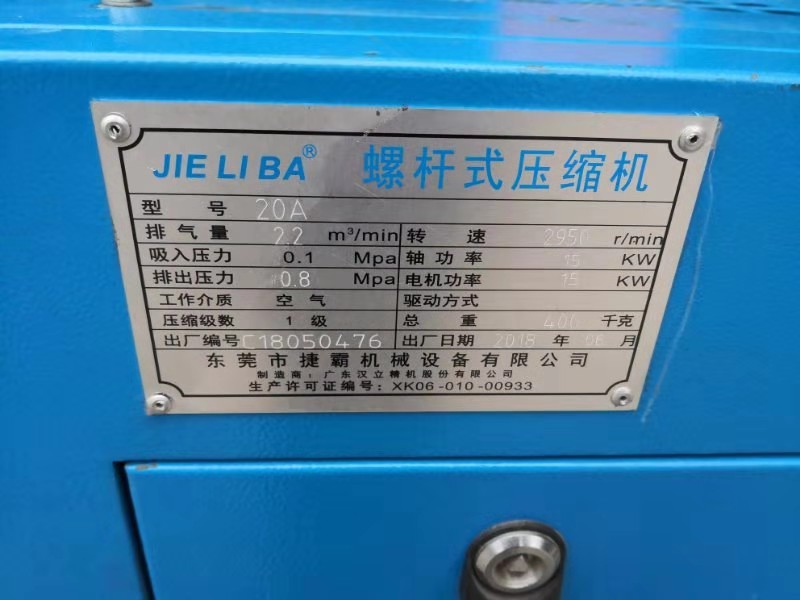 JIE LI BA® 螺杆式压缩机
型号 20A
排气量 2.2 m³/min 转速 2950 r/min
吸入压力 0.1 Mpa 轴功率 15 KW
排出压力 0.8 Mpa 电机功率 15 KW
工作介质 空气 驱动方式
压缩级数 1 级 总重 406 千克
出厂编号 C18050476 出厂日期 2018 年 06 月
东莞市捷霸机械设备有限公司
制造商:广东汉立精机股份有限公司
生产许可证编号:XK06-010-00933